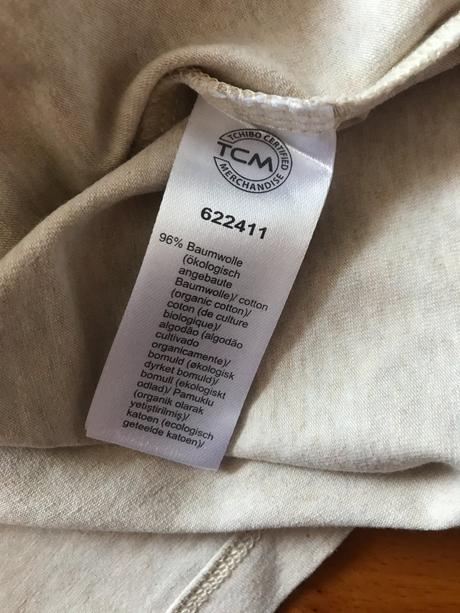 TCHIBO CERTIFIED
TCM
MERCHANDISE
622411
96% Baumwolle
(ökologisch
angebaute
Baumwolle)/ cotton
(organic cotton)/
coton (de culture
biologique)/
algodão (algodão
cultivado
organicamente)/
bomuld (økologisk
dyrket bomuld)/
bomull (ekologiskt
odlad)/ Pamuklu
(organik olarak
yetiştirilmiş)/
katoen (ecologisch
geteelde katoen)/